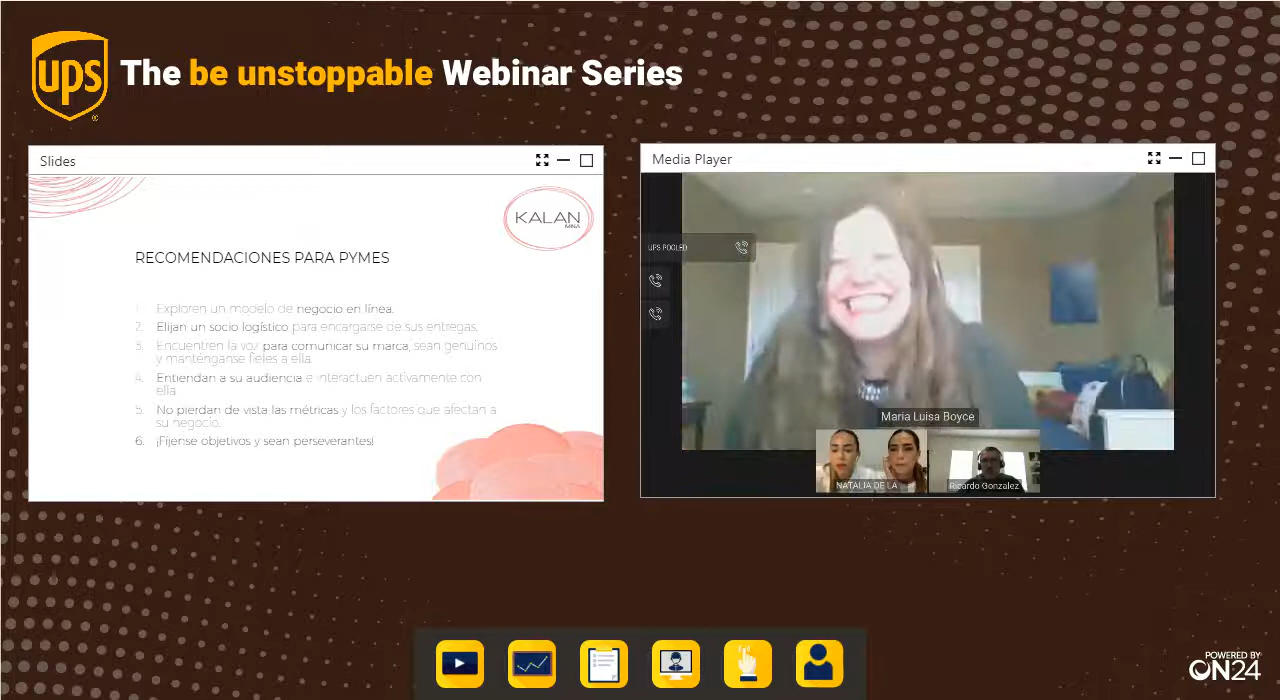 ups
The be unstoppable Webinar Series
Slides
KALAN
MINA
RECOMENDACIONES PARA PYMES
1. Exploren un modelo de negocio en línea.
2. Elijan un socio logístico para encargarse de sus entregas.
3. Encuentren la voz para comunicar su marca, sean genuinos
y manténganse fieles a ella.
4. Entiendan a su audiencia e interactúen activamente con
ella.
5. No pierdan de vista las métricas y los factores que afectan a
su negocio.
6. ¡Fíjense objetivos y sean perseverantes!
Media Player
UPS POOLED
Maria Luisa Boyce
NATALIA DE LA
Ricardo Gonzalez
POWERED BY
ON24